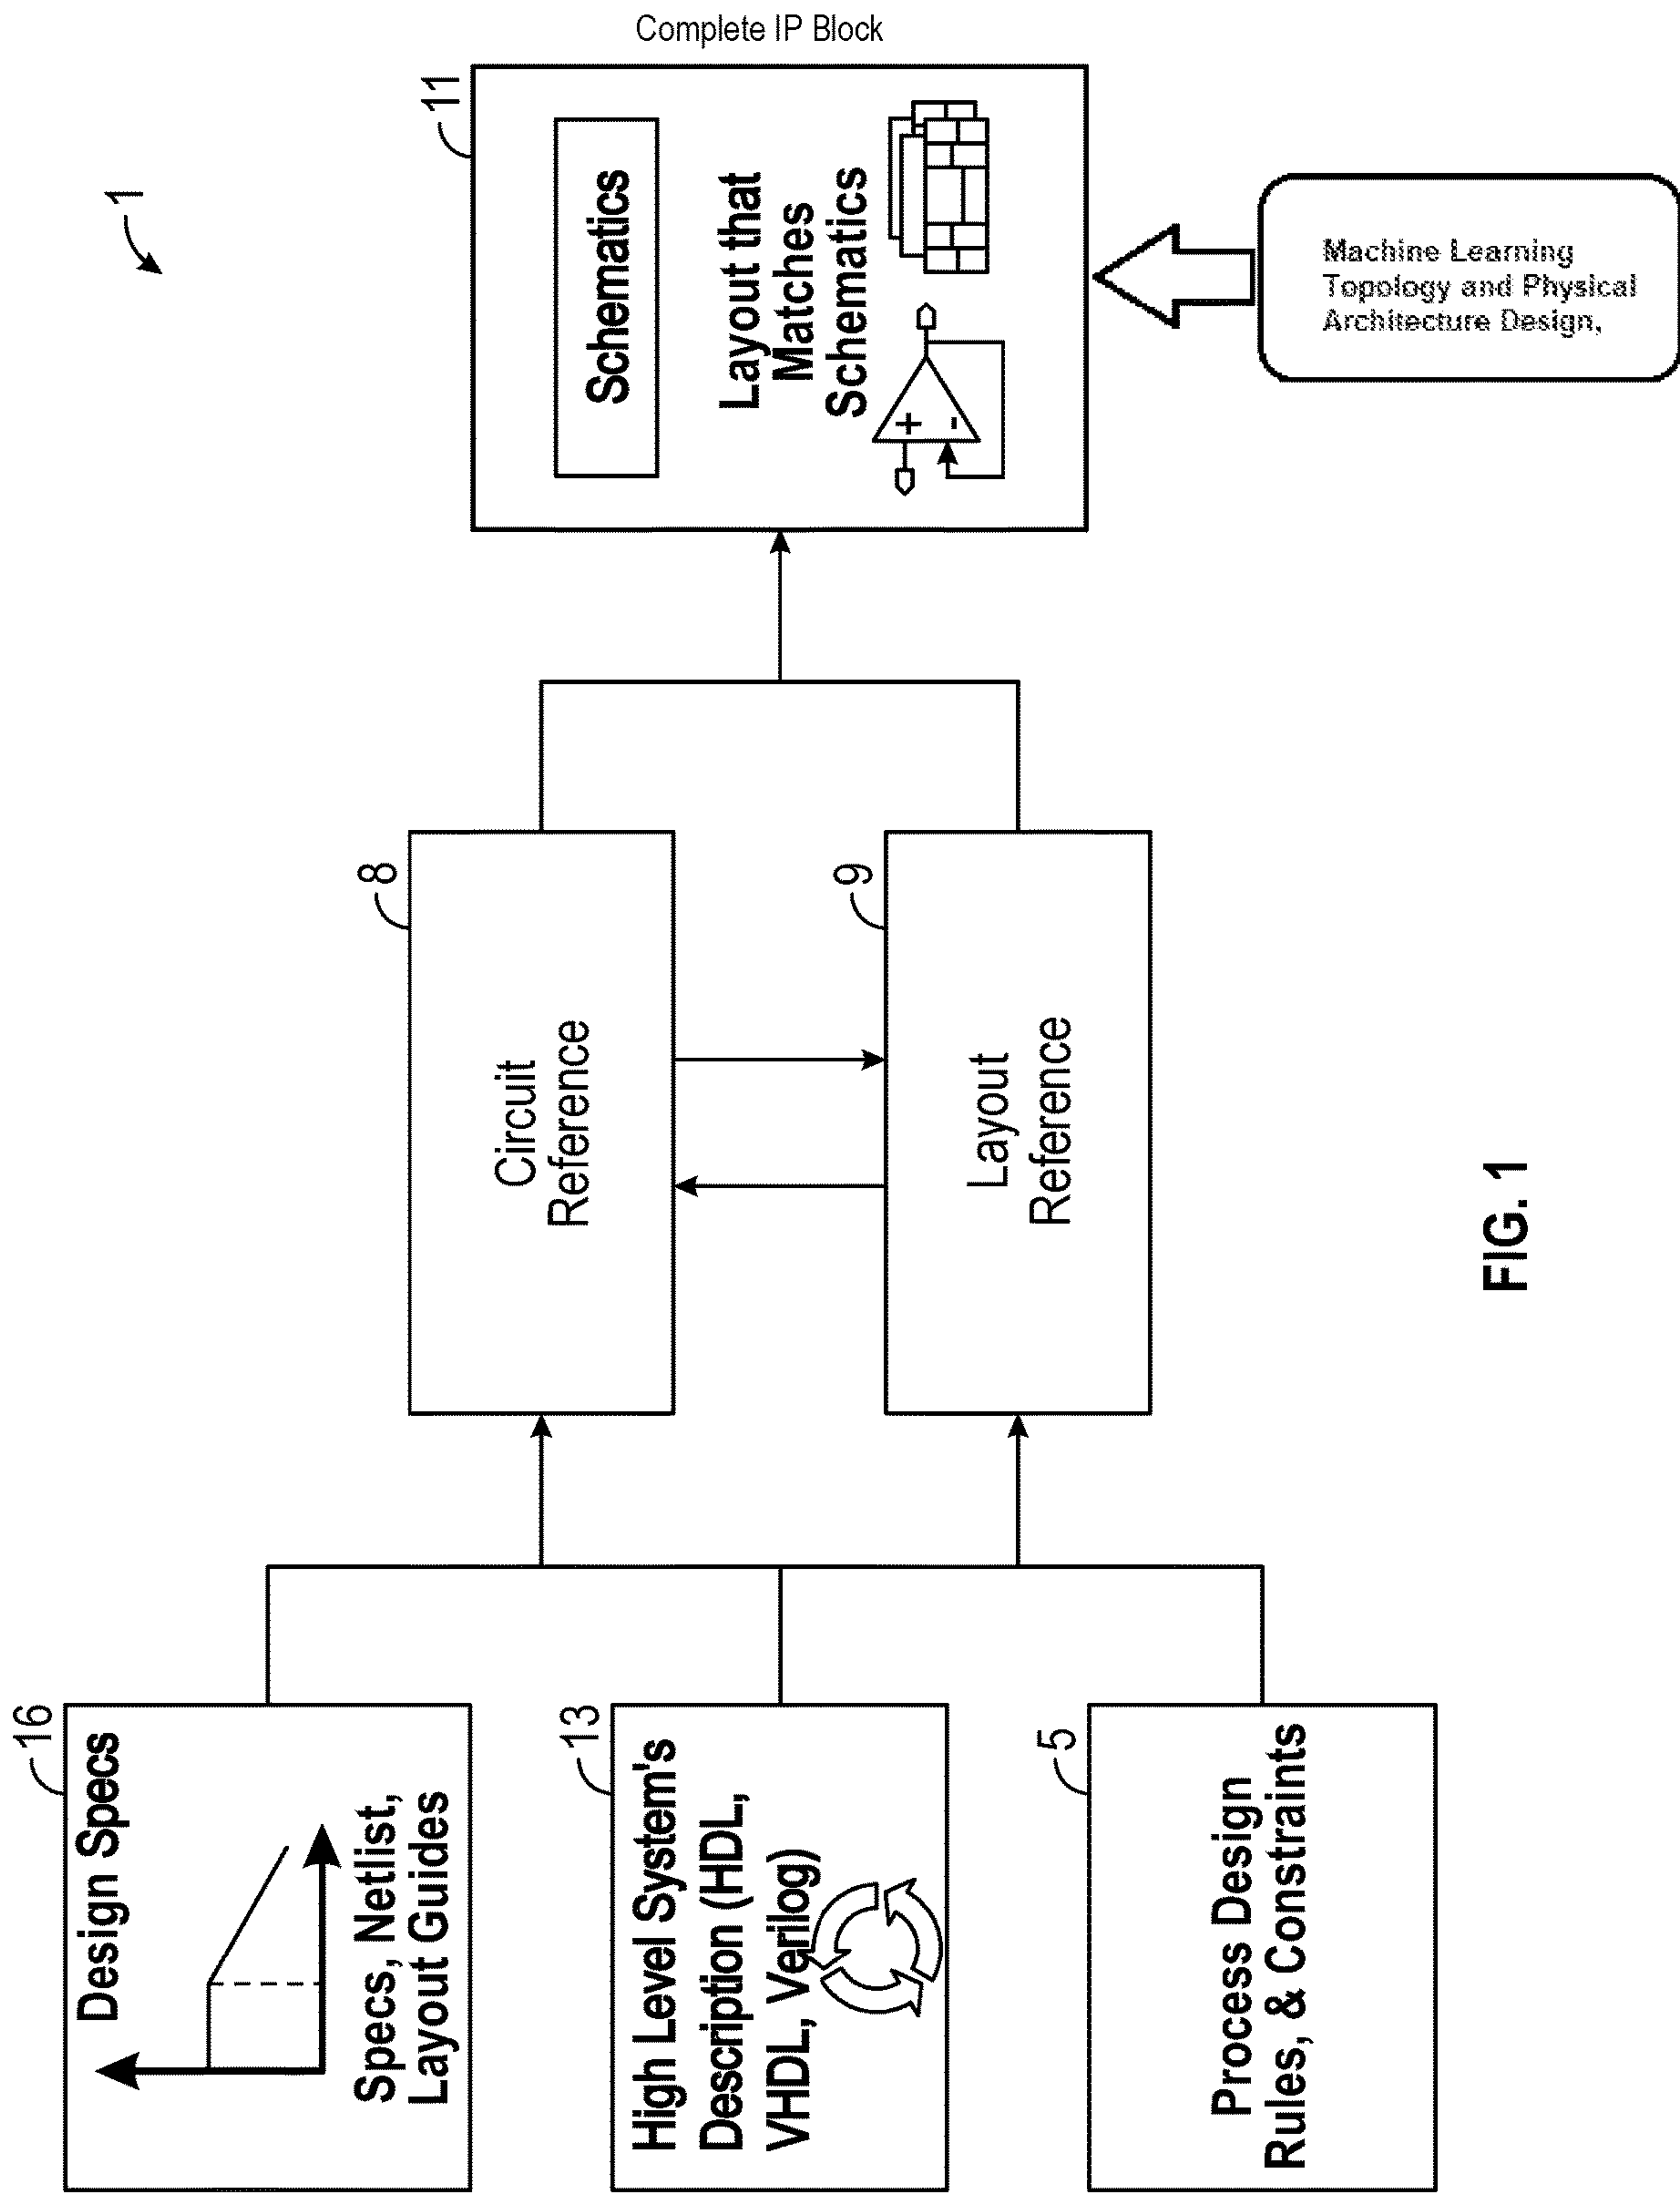 Complete IP Block
1
11
Schematics
Layout that
Matches
Schematics
+
-
Machine Learning
Topology and Physical
Architecture Design,
8
Circuit
Reference
9
Layout
Reference
16
Design Specs
Specs, Netlist,
Layout Guides
13
High Level System's
Description (HDL,
VHDL, Verilog)
5
Process Design
Rules, & Constraints
FIG. 1